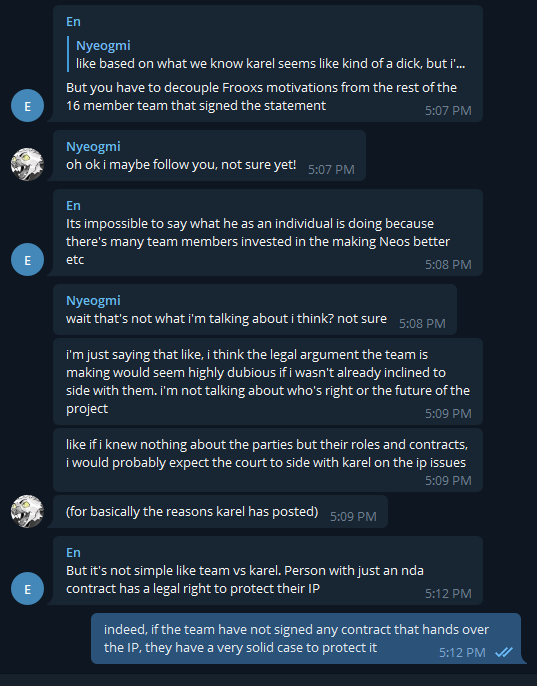 En
Nyeogmi
like based on what we know karel seems like kind of a dick, but i'...
But you have to decouple Frooxs motivations from the rest of the
16 member team that signed the statement
5:07 PM
E
Nyeogmi
oh ok i maybe follow you, not sure yet! 5:07 PM
En
Its impossible to say what he as an individual is doing because
there's many team members invested in the making Neos better
etc
5:08 PM
E
Nyeogmi
wait that's not what i'm talking about i think? not sure 5:08 PM
i'm just saying that like, i think the legal argument the team is
making would seem highly dubious if i wasn't already inclined to
side with them. i'm not talking about who's right or the future of the
project
5:09 PM
like if i knew nothing about the parties but their roles and contracts,
i would probably expect the court to side with karel on the ip issues
5:09 PM
(for basically the reasons karel has posted) 5:09 PM
En
But it's not simple like team vs karel. Person with just an nda
contract has a legal right to protect their IP
5:12 PM
E
indeed, if the team have not signed any contract that hands over
the IP, they have a very solid case to protect it
5:12 PM